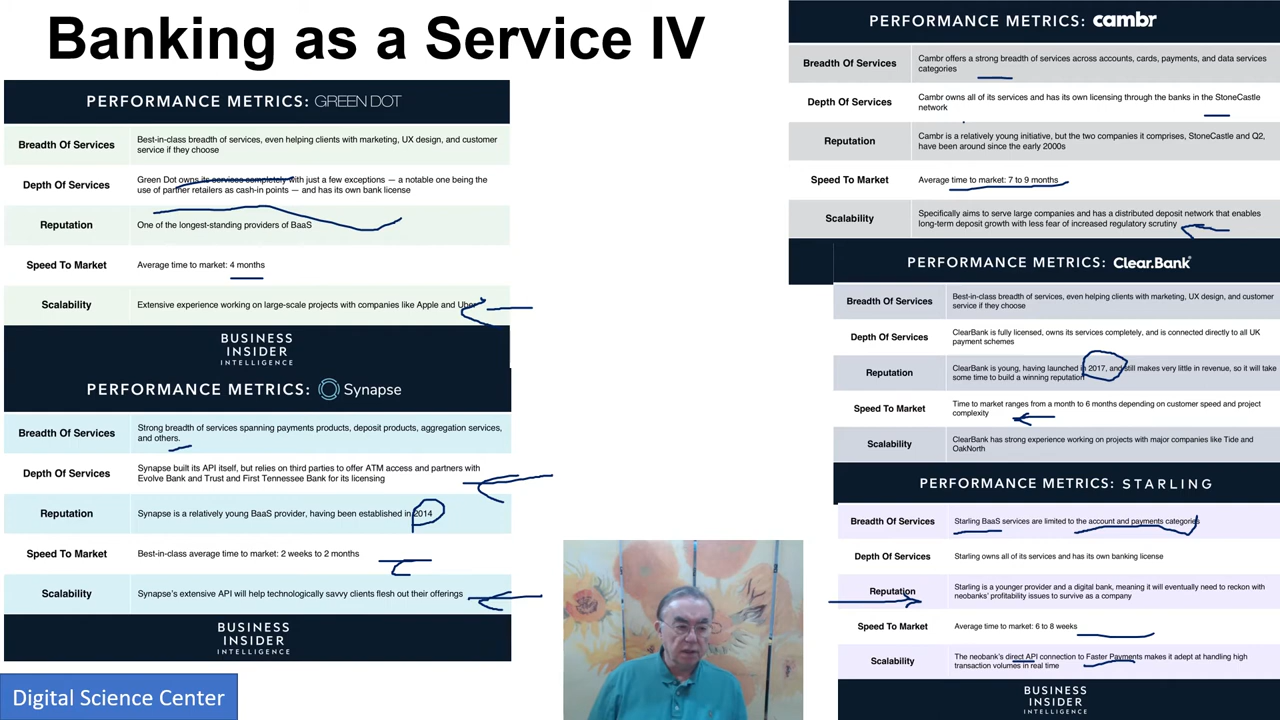 Banking as a Service IV
PERFORMANCE METRICS: GREEN DOT
Breadth Of Services
Best-in-class breadth of services, even helping clients with marketing, UX design, and customer
service if they choose
Depth Of Services
Green Dot owns its services completely with just a few exceptions — a notable one being the
use of partner retailers as cash-in points — and has its own bank license
Reputation
One of the longest-standing providers of BaaS
Speed To Market
Average time to market: 4 months
Scalability
Extensive experience working on large-scale projects with companies like Apple and Uber
BUSINESS
INSIDER
INTELLIGENCE
PERFORMANCE METRICS: Synapse
Breadth Of Services
Strong breadth of services spanning payments products, deposit products, aggregation services,
and others.
Depth Of Services
Synapse built its API itself, but relies on third parties to offer ATM access and partners with
Evolve Bank and Trust and First Tennessee Bank for its licensing
Reputation
Synapse is a relatively young BaaS provider, having been established in 2014
Speed To Market
Best-in-class average time to market: 2 weeks to 2 months
Scalability
Synapse's extensive API will help technologically savvy clients flesh out their offerings
BUSINESS
INSIDER
INTELLIGENCE
Digital Science Center
PERFORMANCE METRICS: cambr
Breadth Of Services
Cambr offers a strong breadth of services across accounts, cards, payments, and data services
categories
Depth Of Services
Cambr owns all of its services and has its own licensing through the banks in the StoneCastle
network
Reputation
Cambr is a relatively young initiative, but the two companies it comprises, StoneCastle and Q2,
have been around since the early 2000s
Speed To Market
Average time to market: 7 to 9 months
Scalability
Specifically aims to serve large companies and has a distributed deposit network that enables
long-term deposit growth with less fear of increased regulatory scrutiny
PERFORMANCE METRICS: Clear.Bank
Breadth Of Services
Best-in-class breadth of services, even helping clients with marketing, UX design, and customer
service if they choose
Depth Of Services
ClearBank is fully licensed, owns its services completely, and is connected directly to all UK
payment schemes
Reputation
ClearBank is young, having launched in 2017, and still makes very little in revenue, so it will take
some time to build a winning reputation
Speed To Market
Time to market ranges from a month to 6 months depending on customer speed and project
complexity
Scalability
ClearBank has strong experience working on projects with major companies like Tide and
OakNorth
PERFORMANCE METRICS: STARLING
Breadth Of Services
Starling BaaS services are limited to the account and payments categories
Depth Of Services
Starling owns all of its services and has its own banking license
Reputation
Starling is a younger provider and a digital bank, meaning it will eventually need to reckon with
neobanks' profitability issues to survive as a company
Speed To Market
Average time to market: 6 to 8 weeks
Scalability
The neobank's direct API connection to Faster Payments makes it adept at handling high
transaction volumes in real time
BUSINESS
INSIDER
INTELLIGENCE